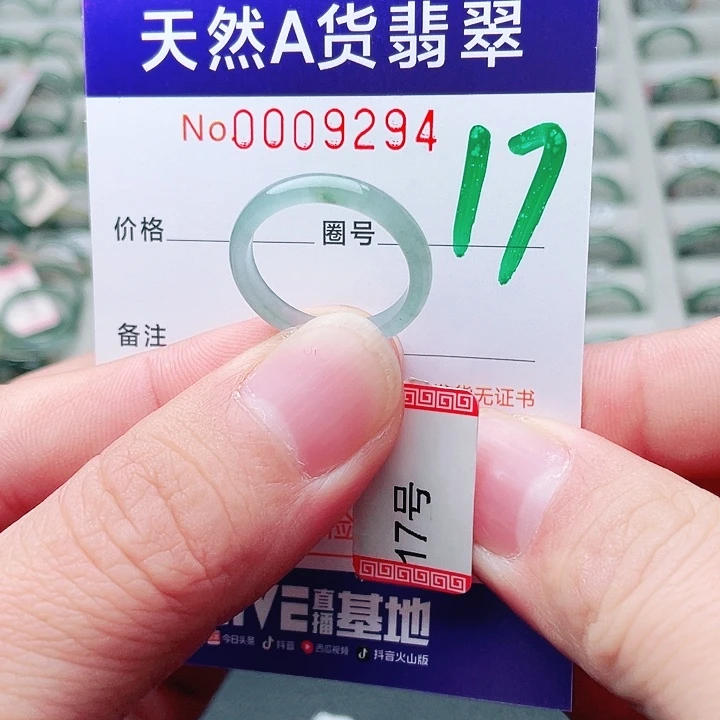 天然A货翡翠
No.0009294
17
价格
圈号
备注
无证书
17号
直播基地
今日头条 抖音 西瓜视频 抖音火山版